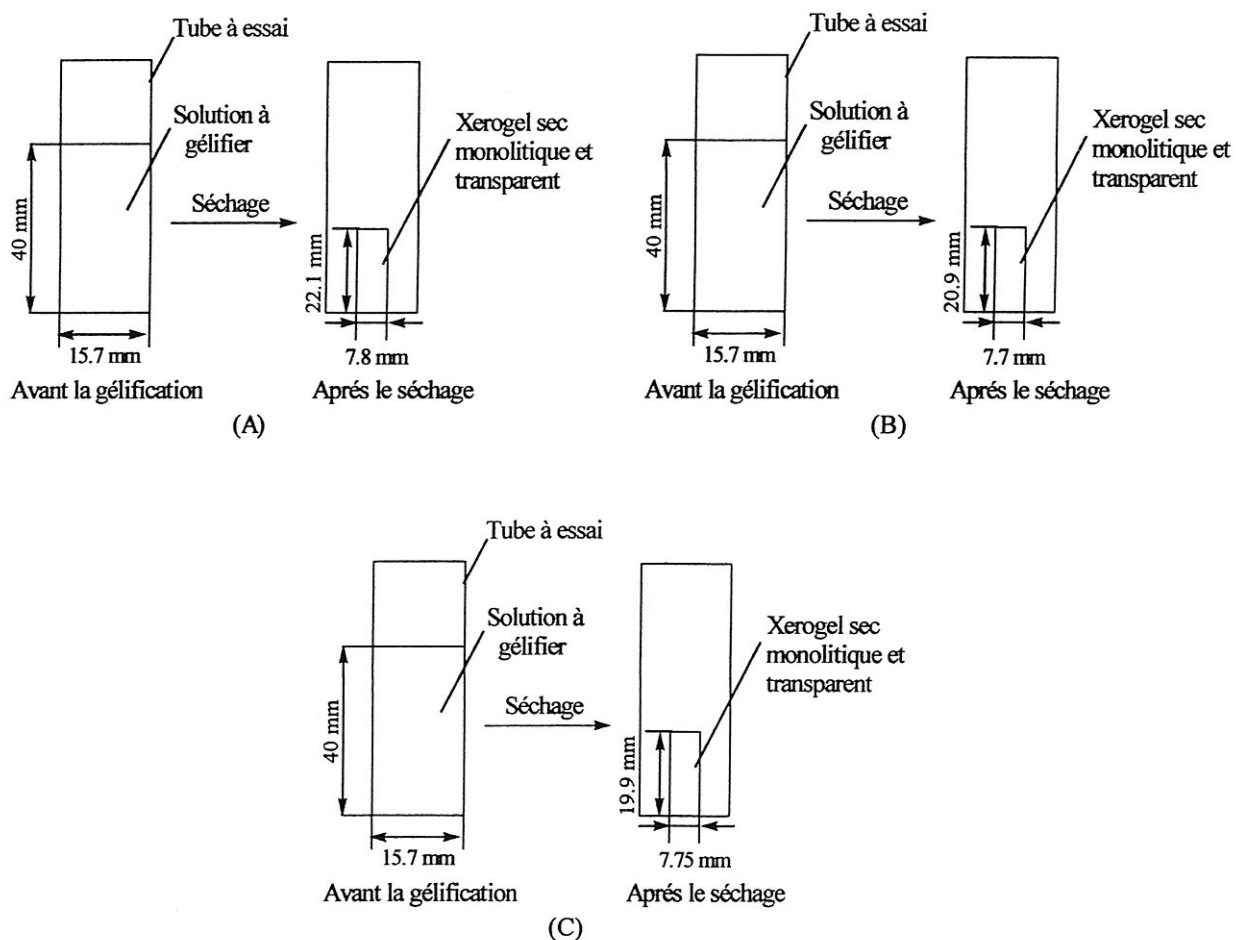 Tube à essai
Solution à
gélifier
Xerogel sec
monolitique et
transparent
Séchage
40 mm
22.1 mm
15.7 mm
7.8 mm
Avant la gélification
Aprés le séchage
(A)
Tube à essai
Solution à
gélifier
Xerogel sec
monolitique et
transparent
Séchage
40 mm
20.9 mm
15.7 mm
7.7 mm
Avant la gélification
Aprés le séchage
(B)
Tube à essai
Solution à
gélifier
Xerogel sec
monolitique et
transparent
Séchage
40 mm
19.9 mm
15.7 mm
7.75 mm
Avant la gélification
Aprés le séchage
(C)